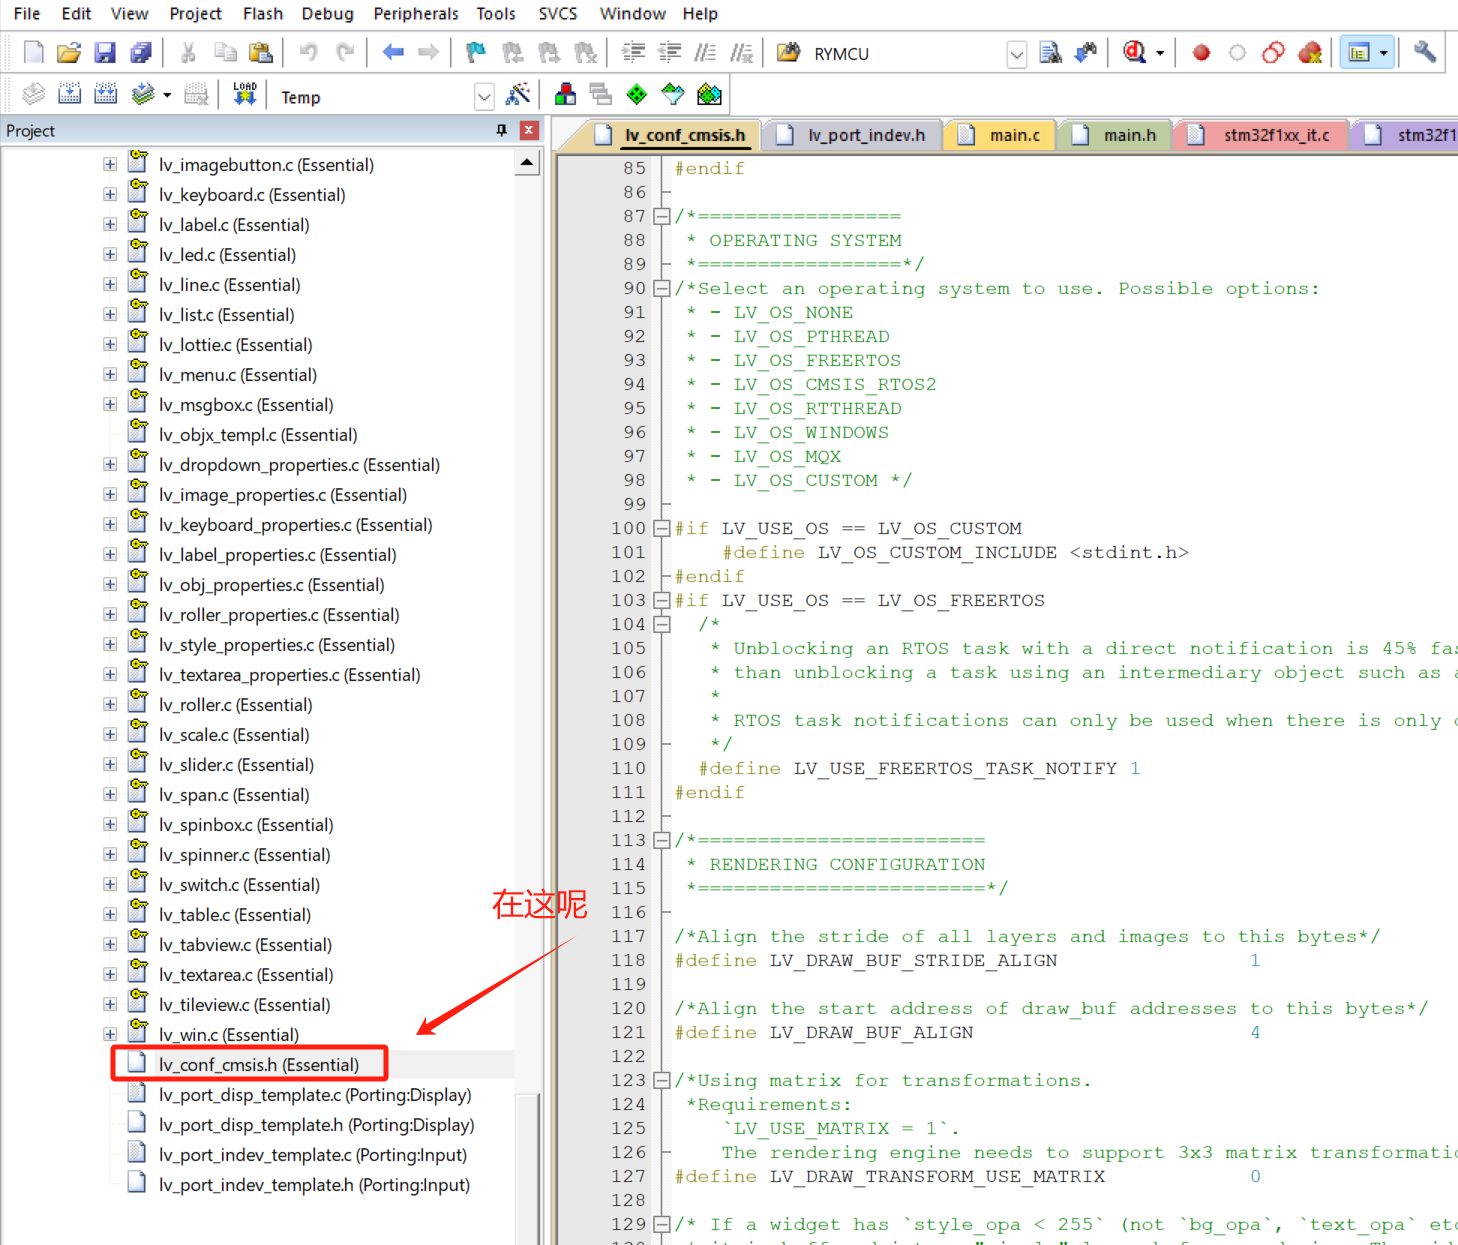 File Edit View Project Flash Debug Peripherals Tools SVCS Window Help
RYMCU
LOAD
Temp
Project
lv_imagebutton.c (Essential)
lv_keyboard.c (Essential)
lv_label.c (Essential)
lv_led.c (Essential)
lv_line.c (Essential)
lv_list.c (Essential)
lv_lottie.c (Essential)
lv_menu.c (Essential)
lv_msgbox.c (Essential)
lv_objx_templ.c (Essential)
lv_dropdown_properties.c (Essential)
lv_image_properties.c (Essential)
lv_keyboard_properties.c (Essential)
lv_label_properties.c (Essential)
lv_obj_properties.c (Essential)
lv_roller_properties.c (Essential)
lv_style_properties.c (Essential)
lv_textarea_properties.c (Essential)
lv_roller.c (Essential)
lv_scale.c (Essential)
lv_slider.c (Essential)
lv_span.c (Essential)
lv_spinbox.c (Essential)
lv_spinner.c (Essential)
lv_switch.c (Essential)
lv_table.c (Essential)
lv_tabview.c (Essential)
lv_textarea.c (Essential)
lv_tileview.c (Essential)
lv_win.c (Essential)
lv_conf_cmsis.h (Essential)
lv_port_disp_template.c (Porting:Display)
lv_port_disp_template.h (Porting:Display)
lv_port_indev_template.c (Porting:Input)
lv_port_indev_template.h (Porting:Input)
在这呢
lv_conf_cmsis.h lv_port_indev.h main.c main.h stm32f1xx_it.c stm32f1
85 #endif
86
87 /*=================
88 * OPERATING SYSTEM
89 *=================*/
90 /*Select an operating system to use. Possible options:
91 * - LV_OS_NONE
92 * - LV_OS_PTHREAD
93 * - LV_OS_FREERTOS
94 * - LV_OS_CMSIS_RTOS2
95 * - LV_OS_RTTHREAD
96 * - LV_OS_WINDOWS
97 * - LV_OS_MQX
98 * - LV_OS_CUSTOM */
99
100 #if LV_USE_OS == LV_OS_CUSTOM
101 #define LV_OS_CUSTOM_INCLUDE <stdint.h>
102 #endif
103 #if LV_USE_OS == LV_OS_FREERTOS
104 /*
105 * Unblocking an RTOS task with a direct notification is 45% fas
106 * than unblocking a task using an intermediary object such as a
107 *
108 * RTOS task notifications can only be used when there is only
109 */
110 #define LV_USE_FREERTOS_TASK_NOTIFY 1
111 #endif
112
113 /*========================
114 * RENDERING CONFIGURATION
115 *========================*/
116
117 /*Align the stride of all layers and images to this bytes*/
118 #define LV_DRAW_BUF_STRIDE_ALIGN 1
119
120 /*Align the start address of draw_buf addresses to this bytes*/
121 #define LV_DRAW_BUF_ALIGN 4
122
123 /*Using matrix for transformations.
124 *Requirements:
125 `LV_USE_MATRIX = 1`.
126 The rendering engine needs to support 3x3 matrix transformatio
127 #define LV_DRAW_TRANSFORM_USE_MATRIX 0
128
129 /* If a widget has `style_opa < 255` (not `bg_opa`, `text_opa` etc